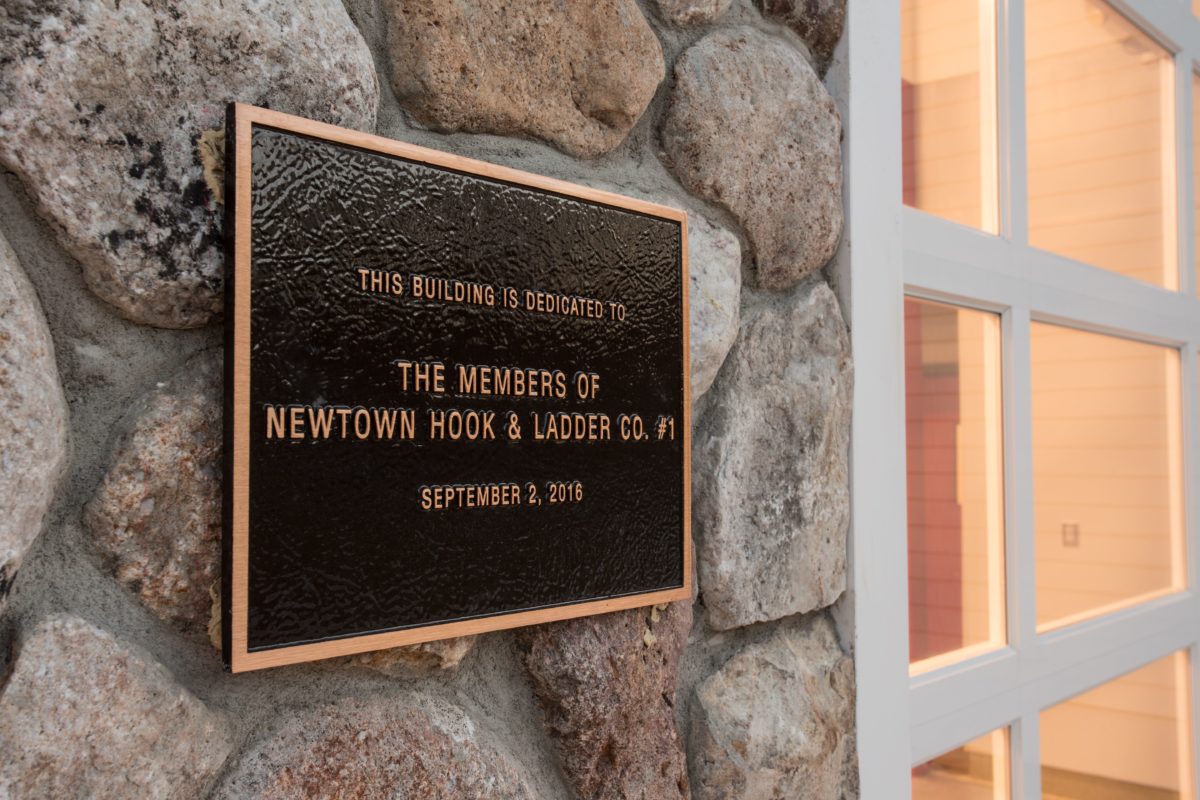 THIS BUILDING IS DEDICATED TO
THE MEMBERS OF
NEWTOWN HOOK & LADDER CO. #1
SEPTEMBER 2, 2016